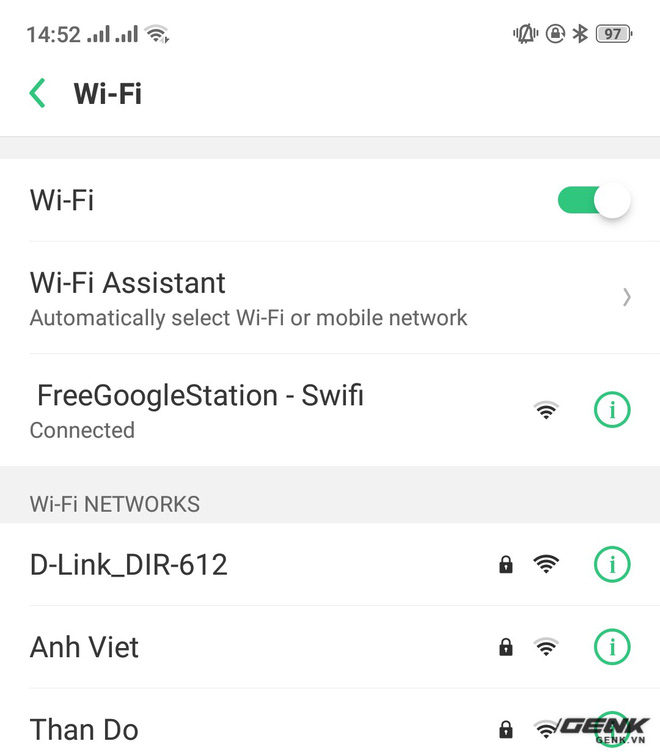 14:52 97
Wi-Fi
Wi-Fi
Wi-Fi Assistant
Automatically select Wi-Fi or mobile network
FreeGoogleStation - Swifi
Connected
Wi-Fi NETWORKS
D-Link_DIR-612
Anh Viet
Than Do
GENK
GENK.VN